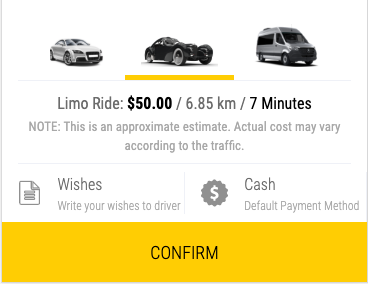 Limo Ride: $50.00 / 6.85 km / 7 Minutes
NOTE: This is an approximate estimate. Actual cost may vary
according to the traffic.
Wishes
Write your wishes to driver
Cash
Default Payment Method
CONFIRM